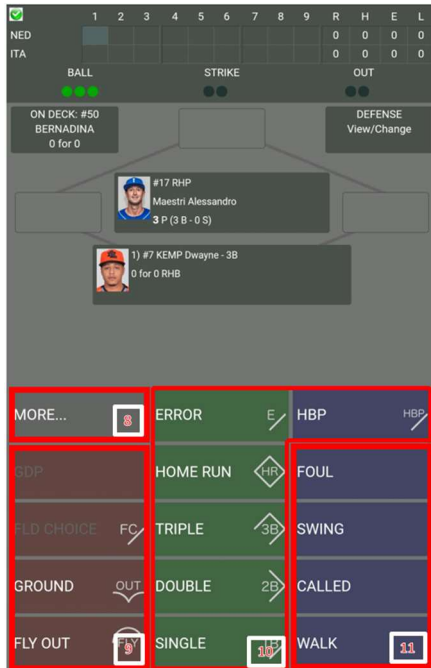 1 2 3 4 5 6 7 8 9 R H E L
NED 0 0 0 0
ITA 0 0 0 0
BALL STRIKE OUT
ON DECK: #50
BERNADINA
0 for 0
DEFENSE
View/Change
#17 RHP
Maestri Alessandro
3 P (3 B - 0 S)
1) #7 KEMP Dwayne - 3B
0 for 0 RHB
MORE... 8 ERROR E HBP HBP
GDP HOME RUN HR FOUL
FLD CHOICE FC TRIPLE 3B SWING
GROUND OUT DOUBLE 2B CALLED
FLY OUT FLY 9 SINGLE 1B 10 WALK 11